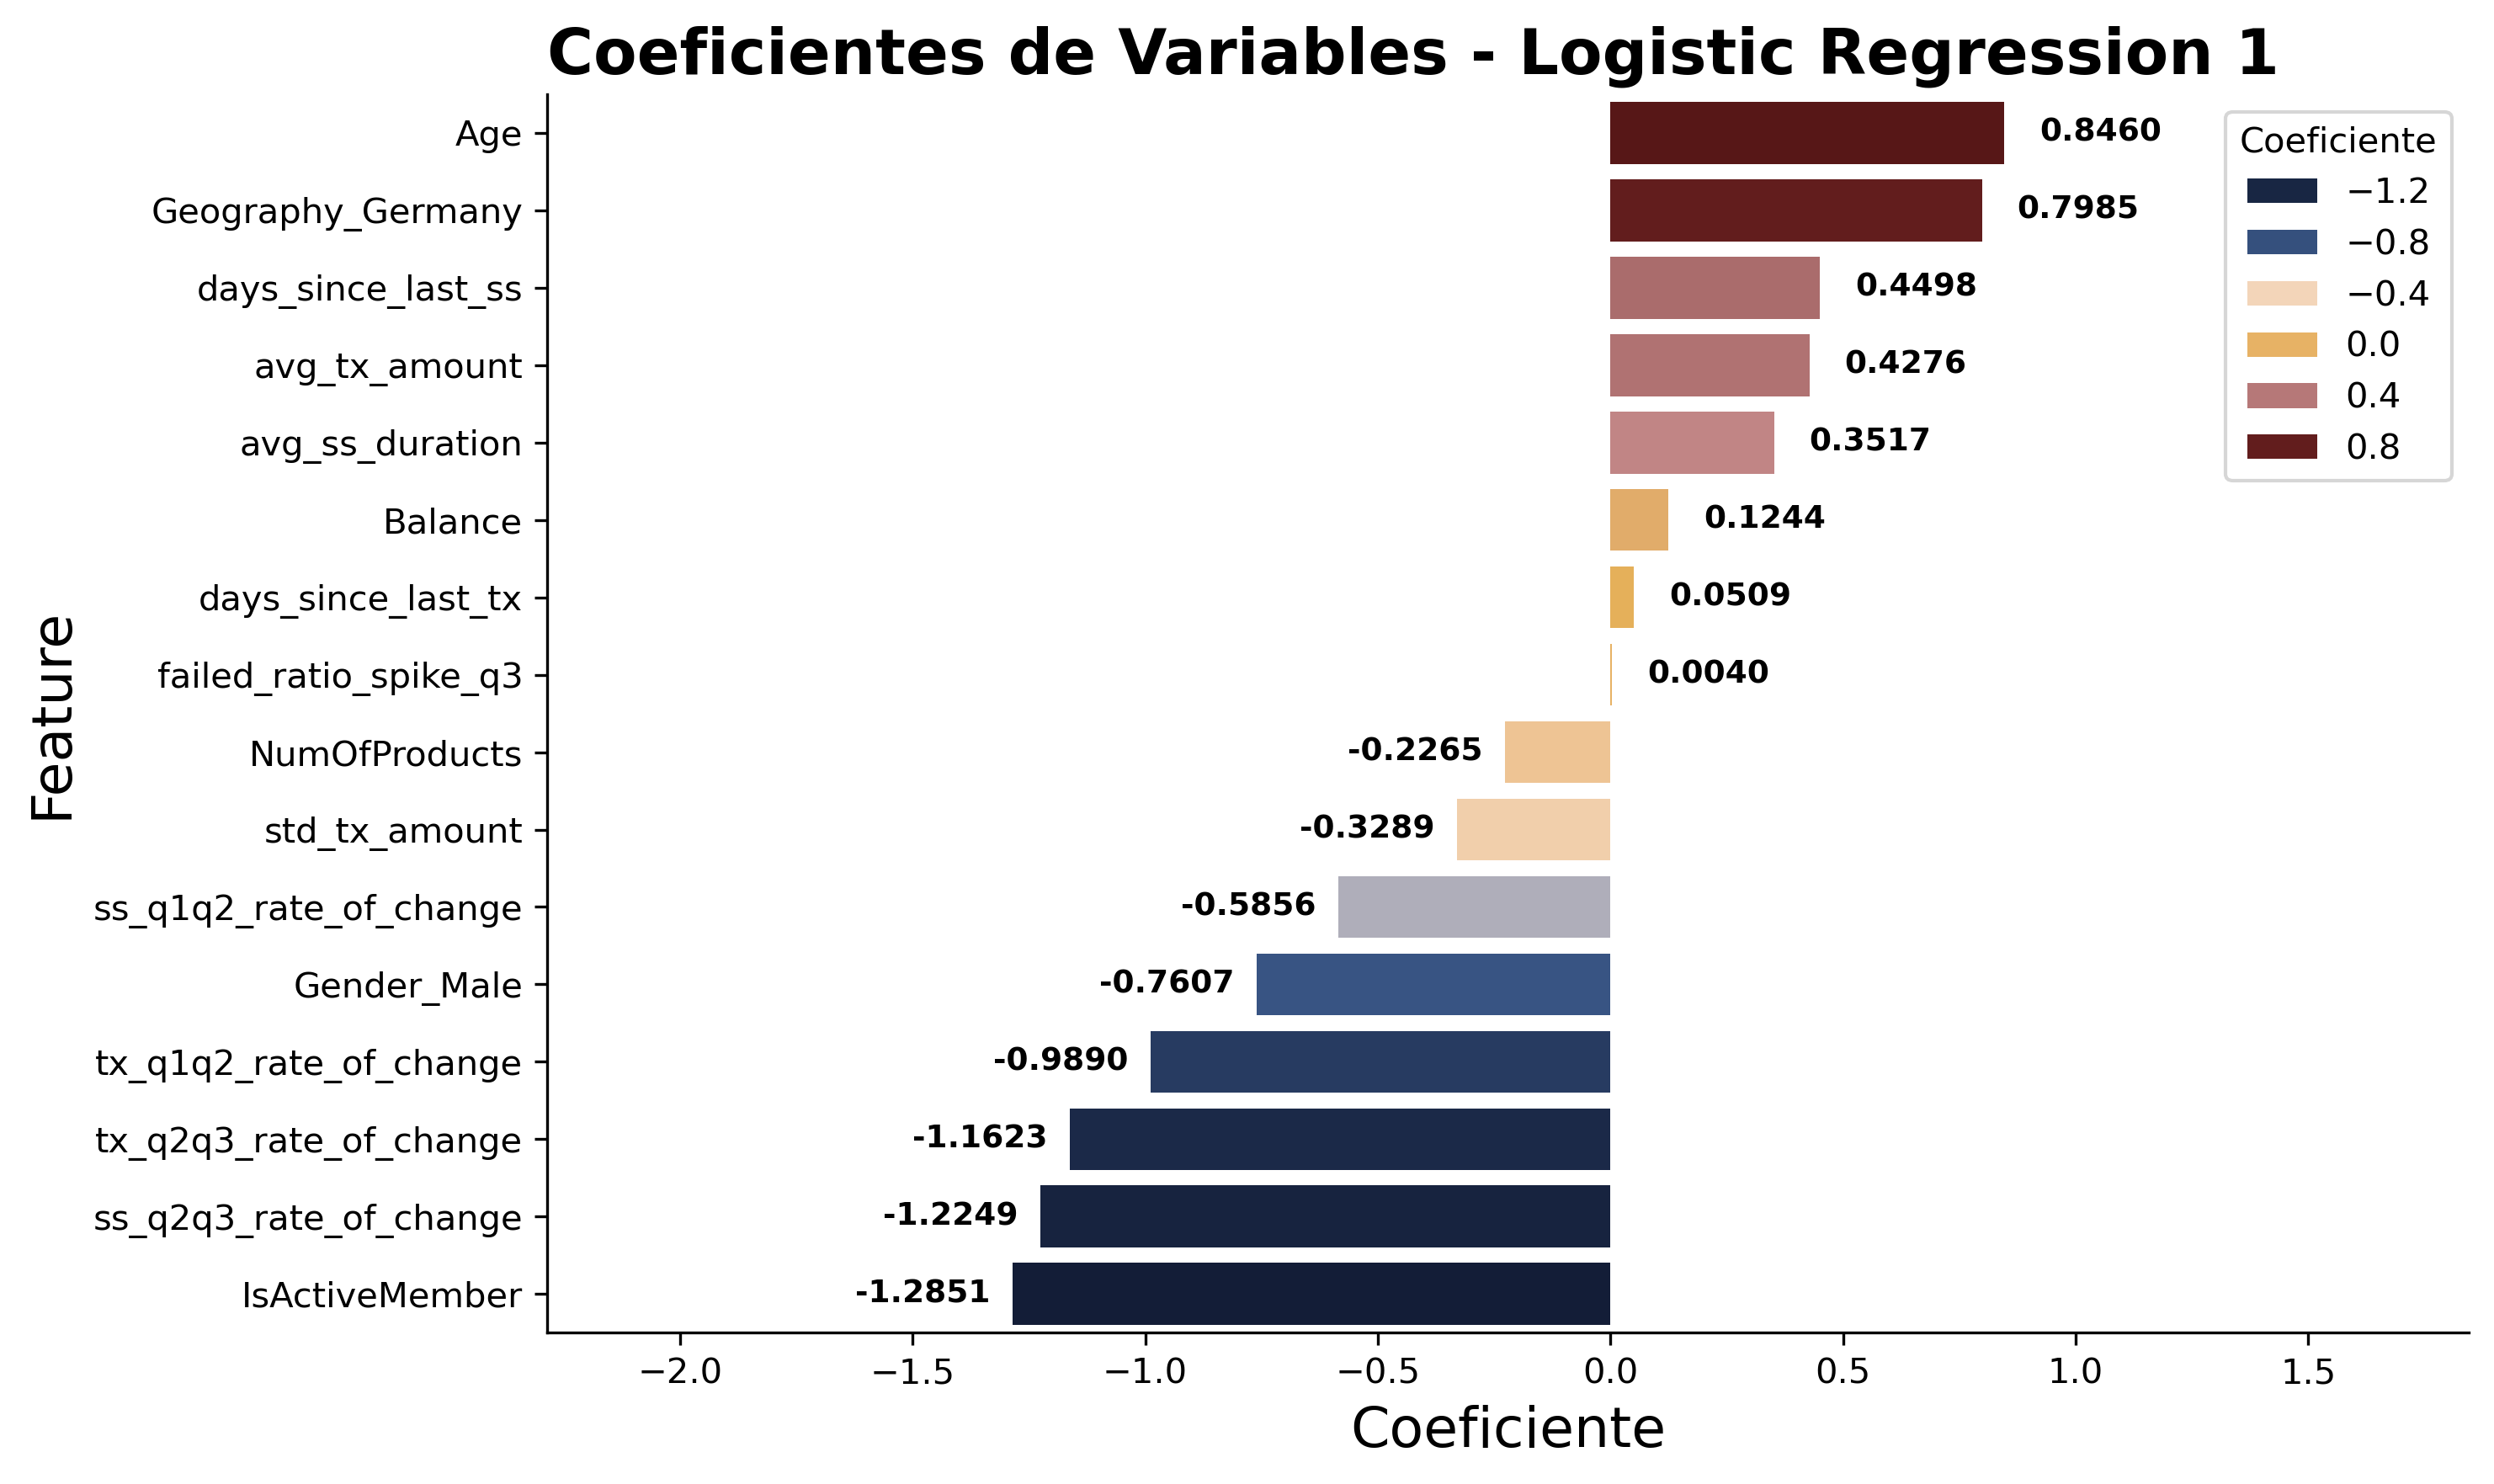 Coeficientes de Variables - Logistic Regression 1
Age
0.8460
Geography_Germany
0.7985
days_since_last_ss
0.4498
avg_tx_amount
0.4276
avg_ss_duration
0.3517
Balance
0.1244
days_since_last_tx
0.0509
failed_ratio_spike_q3
0.0040
NumOfProducts
-0.2265
std_tx_amount
-0.3289
ss_q1q2_rate_of_change
-0.5856
Gender_Male
-0.7607
tx_q1q2_rate_of_change
-0.9890
tx_q2q3_rate_of_change
-1.1623
ss_q2q3_rate_of_change
-1.2249
IsActiveMember
-1.2851
Feature
−2.0 −1.5 −1.0 −0.5 0.0 0.5 1.0 1.5
Coeficiente
Coeficiente
−1.2
−0.8
−0.4
0.0
0.4
0.8